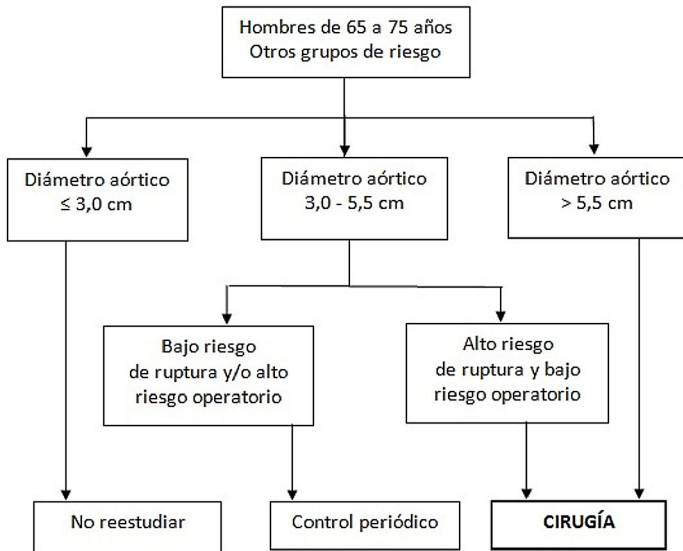 Hombres de 65 a 75 años
Otros grupos de riesgo
Diámetro aórtico
≤ 3,0 cm
Diámetro aórtico
3,0 - 5,5 cm
Diámetro aórtico
> 5,5 cm
Bajo riesgo
de ruptura y/o alto
riesgo operatorio
Alto riesgo
de ruptura y bajo
riesgo operatorio
No reestudiar
Control periódico
CIRUGÍA